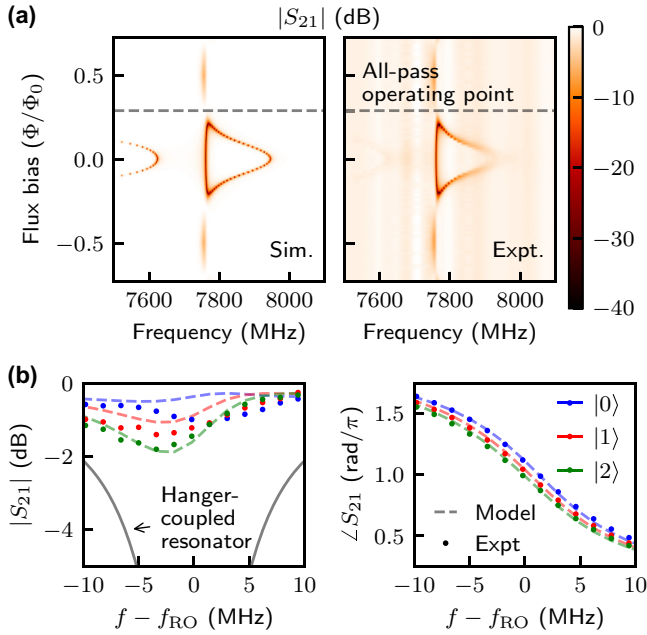 (a)
|S21| (dB)
Flux bias (Φ/Φ0)
0.5
0.0
−0.5
Sim.
7600 7800 8000
Frequency (MHz)
All-pass
operating point
Expt.
7600 7800 8000
Frequency (MHz)
0
−10
−20
−30
−40
(b)
|S21| (dB)
0
−2
−4
Hanger-
coupled
resonator
−10 −5 0 5 10
f − fRO (MHz)
∠S21 (rad/π)
1.5
1.0
0.5
|0⟩
|1⟩
|2⟩
Model
Expt
−10 −5 0 5 10
f − fRO (MHz)